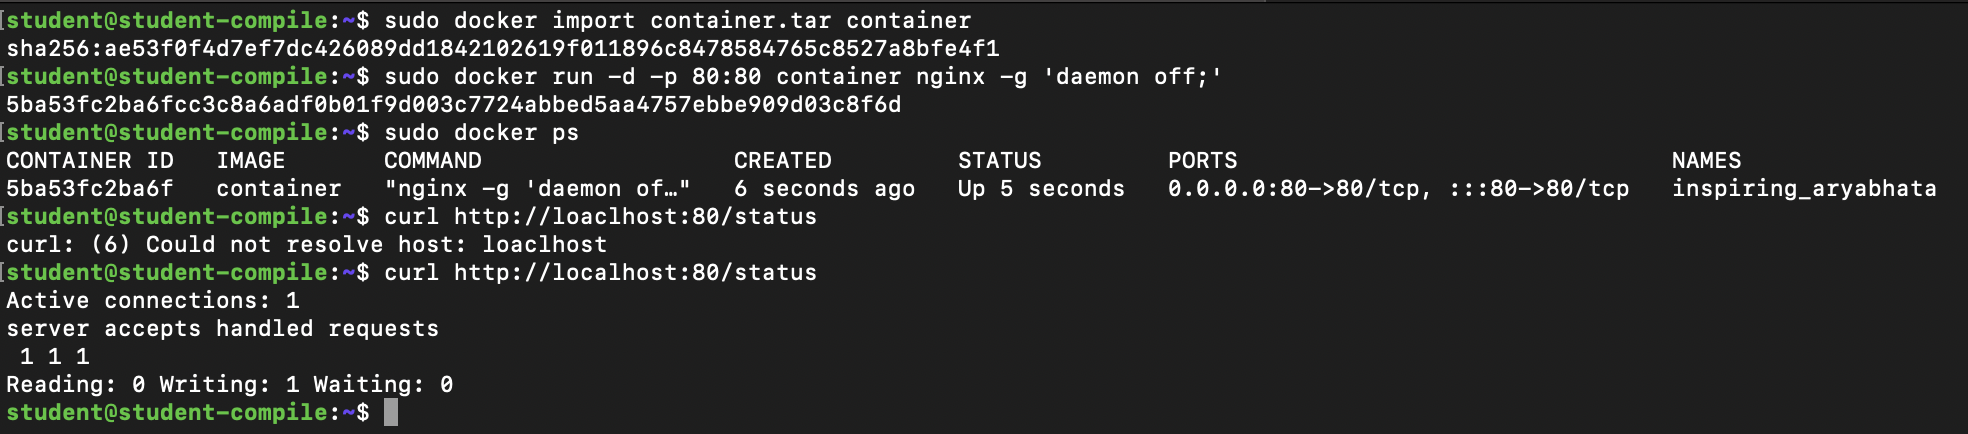 student@student-compile:~$ sudo docker import container.tar container
sha256:ae53f0f4d7ef7dc426089dd1842102619f011896c8478584765c8527a8bfe4f1
student@student-compile:~$ sudo docker run -d -p 80:80 container nginx -g 'daemon off;'
5ba53fc2ba6fcc3c8a6adf0b01f9d003c7724abbed5aa4757ebbe909d03c8f6d
student@student-compile:~$ sudo docker ps
CONTAINER ID   IMAGE       COMMAND                  CREATED         STATUS         PORTS                               NAMES
5ba53fc2ba6f   container   "nginx -g 'daemon of…"   6 seconds ago   Up 5 seconds   0.0.0.0:80->80/tcp, :::80->80/tcp   inspiring_aryabhata
student@student-compile:~$ curl http://loaclhost:80/status
curl: (6) Could not resolve host: loaclhost
student@student-compile:~$ curl http://localhost:80/status
Active connections: 1
server accepts handled requests
 1 1 1
Reading: 0 Writing: 1 Waiting: 0
student@student-compile:~$